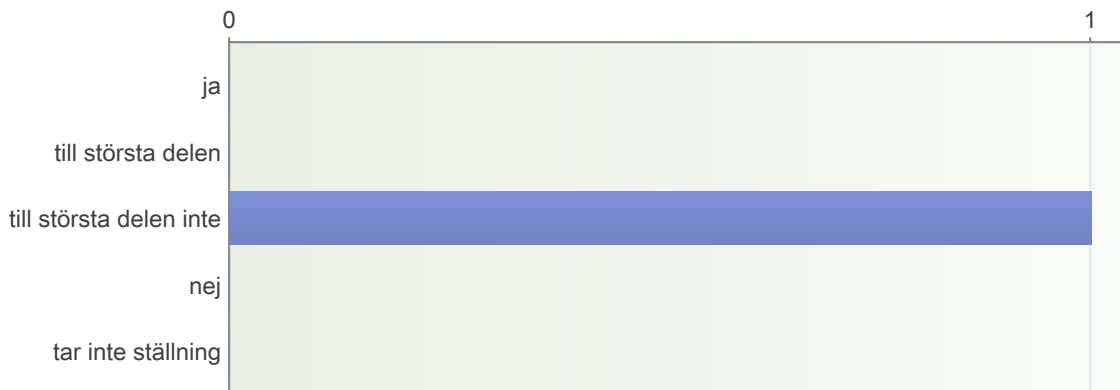 0 1
ja
till största delen
till största delen inte
nej
tar inte ställning